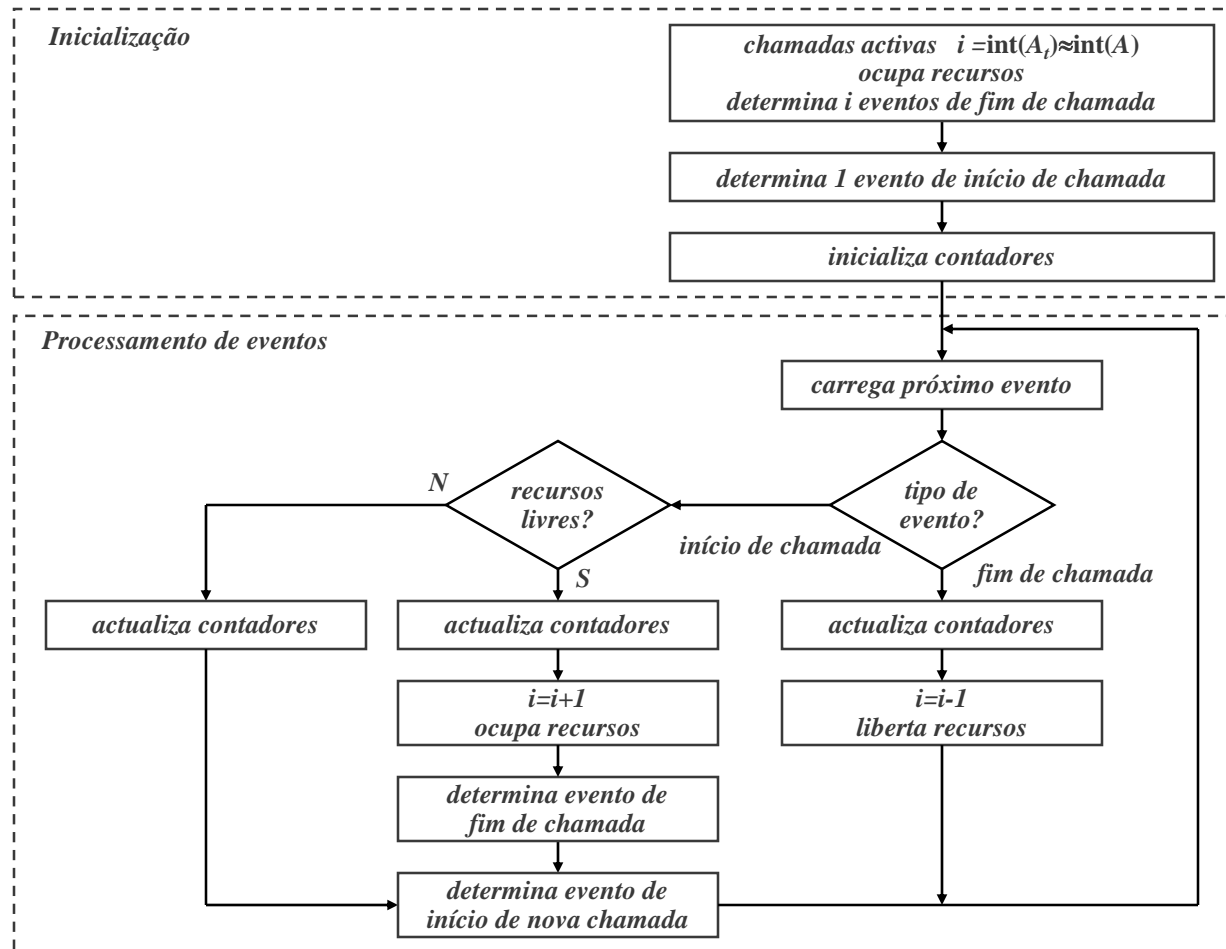 Inicialização
chamadas activas i =int(Aₜ)≈int(A)
ocupa recursos
determina i eventos de fim de chamada
determina 1 evento de início de chamada
inicializa contadores
Processamento de eventos
carrega próximo evento
tipo de
evento?
recursos
livres?
N
início de chamada
S
fim de chamada
actualiza contadores
actualiza contadores
actualiza contadores
i=i+1
ocupa recursos
i=i-1
liberta recursos
determina evento de
fim de chamada
determina evento de
início de nova chamada